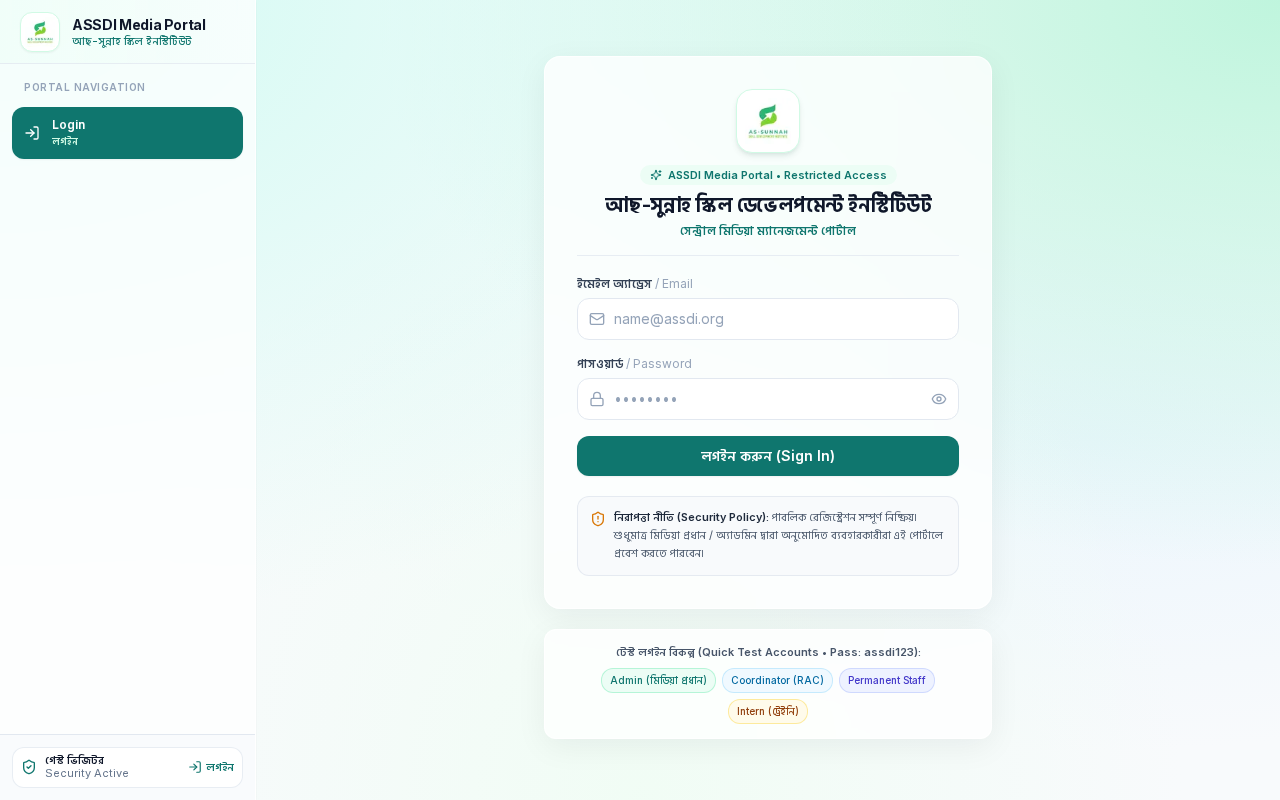 ASSDI Media Portal
আছ-সুন্নাহ স্কিল ইনস্টিটিউট
PORTAL NAVIGATION
Login
লগইন
AS-SUNNAH
ASSDI Media Portal • Restricted Access
আছ-সুন্নাহ স্কিল ডেভেলপমেন্ট ইনস্টিটিউট
সেন্ট্রাল মিডিয়া ম্যানেজমেন্ট পোর্টাল
ইমেইল অ্যাড্রেস / Email
name@assdi.org
পাসওয়ার্ড / Password
••••••••
লগইন করুন (Sign In)
নিরাপত্তা নীতি (Security Policy): পাবলিক রেজিস্ট্রেশন সম্পূর্ণ নিষ্ক্রিয়।
শুধুমাত্র মিডিয়া প্রধান / অ্যাডমিন দ্বারা অনুমোদিত ব্যবহারকারীরা এই পোর্টালে
প্রবেশ করতে পারবেন।
টেস্ট লগইন বিকল্প (Quick Test Accounts • Pass: assdi123):
Admin (মিডিয়া প্রধান)
Coordinator (RAC)
Permanent Staff
Intern (ট্রেইনি)
গেস্ট ভিজিটর
Security Active
লগইন